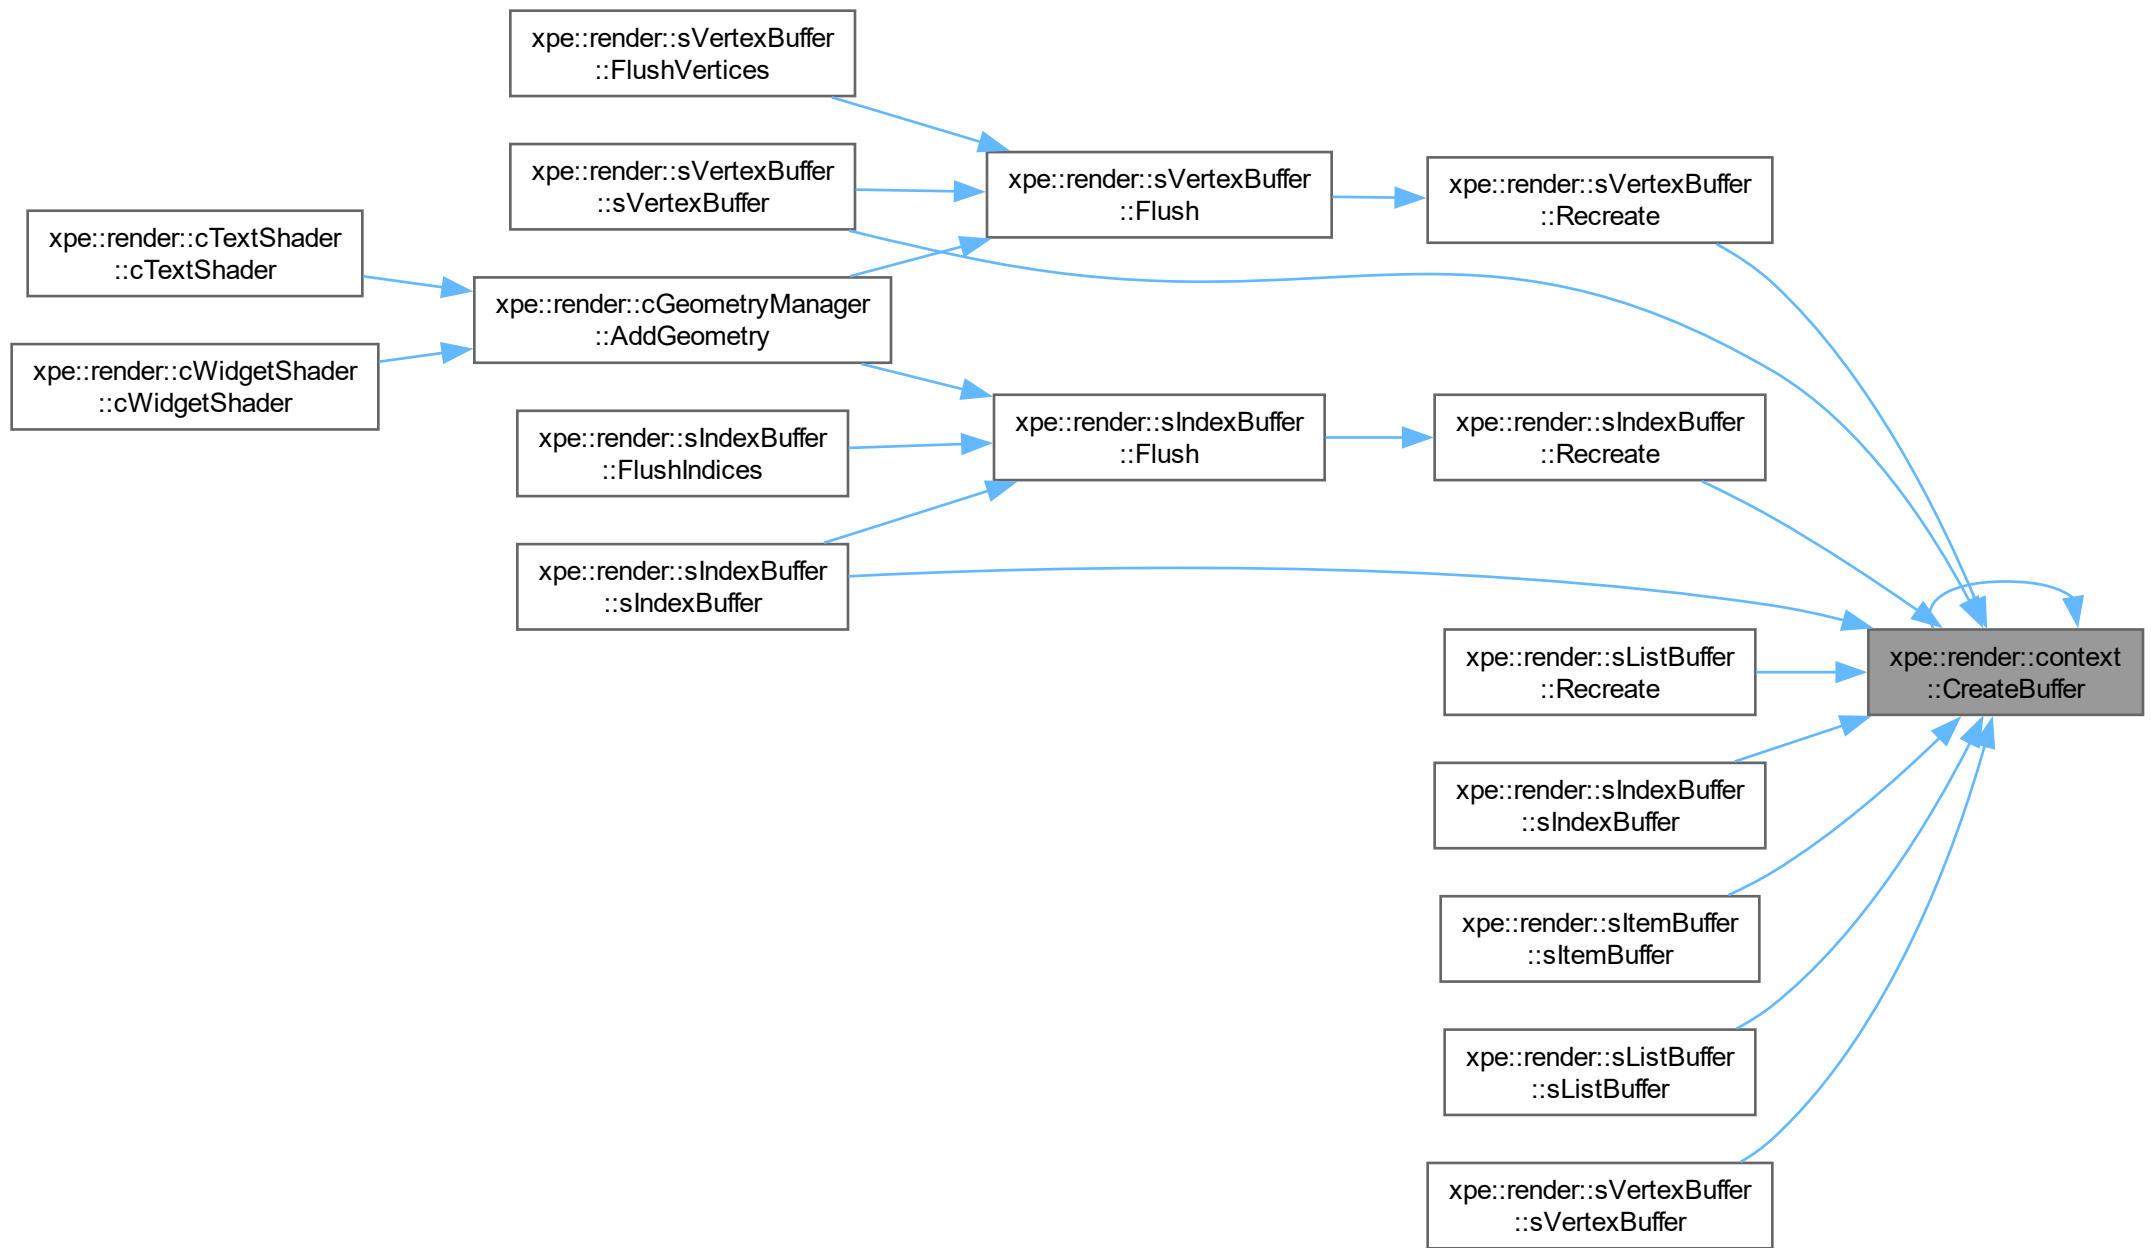 xpe::render::sVertexBuffer
::FlushVertices
xpe::render::sVertexBuffer
::sVertexBuffer
xpe::render::sVertexBuffer
::Flush
xpe::render::sVertexBuffer
::Recreate
xpe::render::cTextShader
::cTextShader
xpe::render::cGeometryManager
::AddGeometry
xpe::render::cWidgetShader
::cWidgetShader
xpe::render::sIndexBuffer
::FlushIndices
xpe::render::sIndexBuffer
::Flush
xpe::render::sIndexBuffer
::Recreate
xpe::render::sIndexBuffer
::sIndexBuffer
xpe::render::sListBuffer
::Recreate
xpe::render::context
::CreateBuffer
xpe::render::sIndexBuffer
::sIndexBuffer
xpe::render::sItemBuffer
::sItemBuffer
xpe::render::sListBuffer
::sListBuffer
xpe::render::sVertexBuffer
::sVertexBuffer